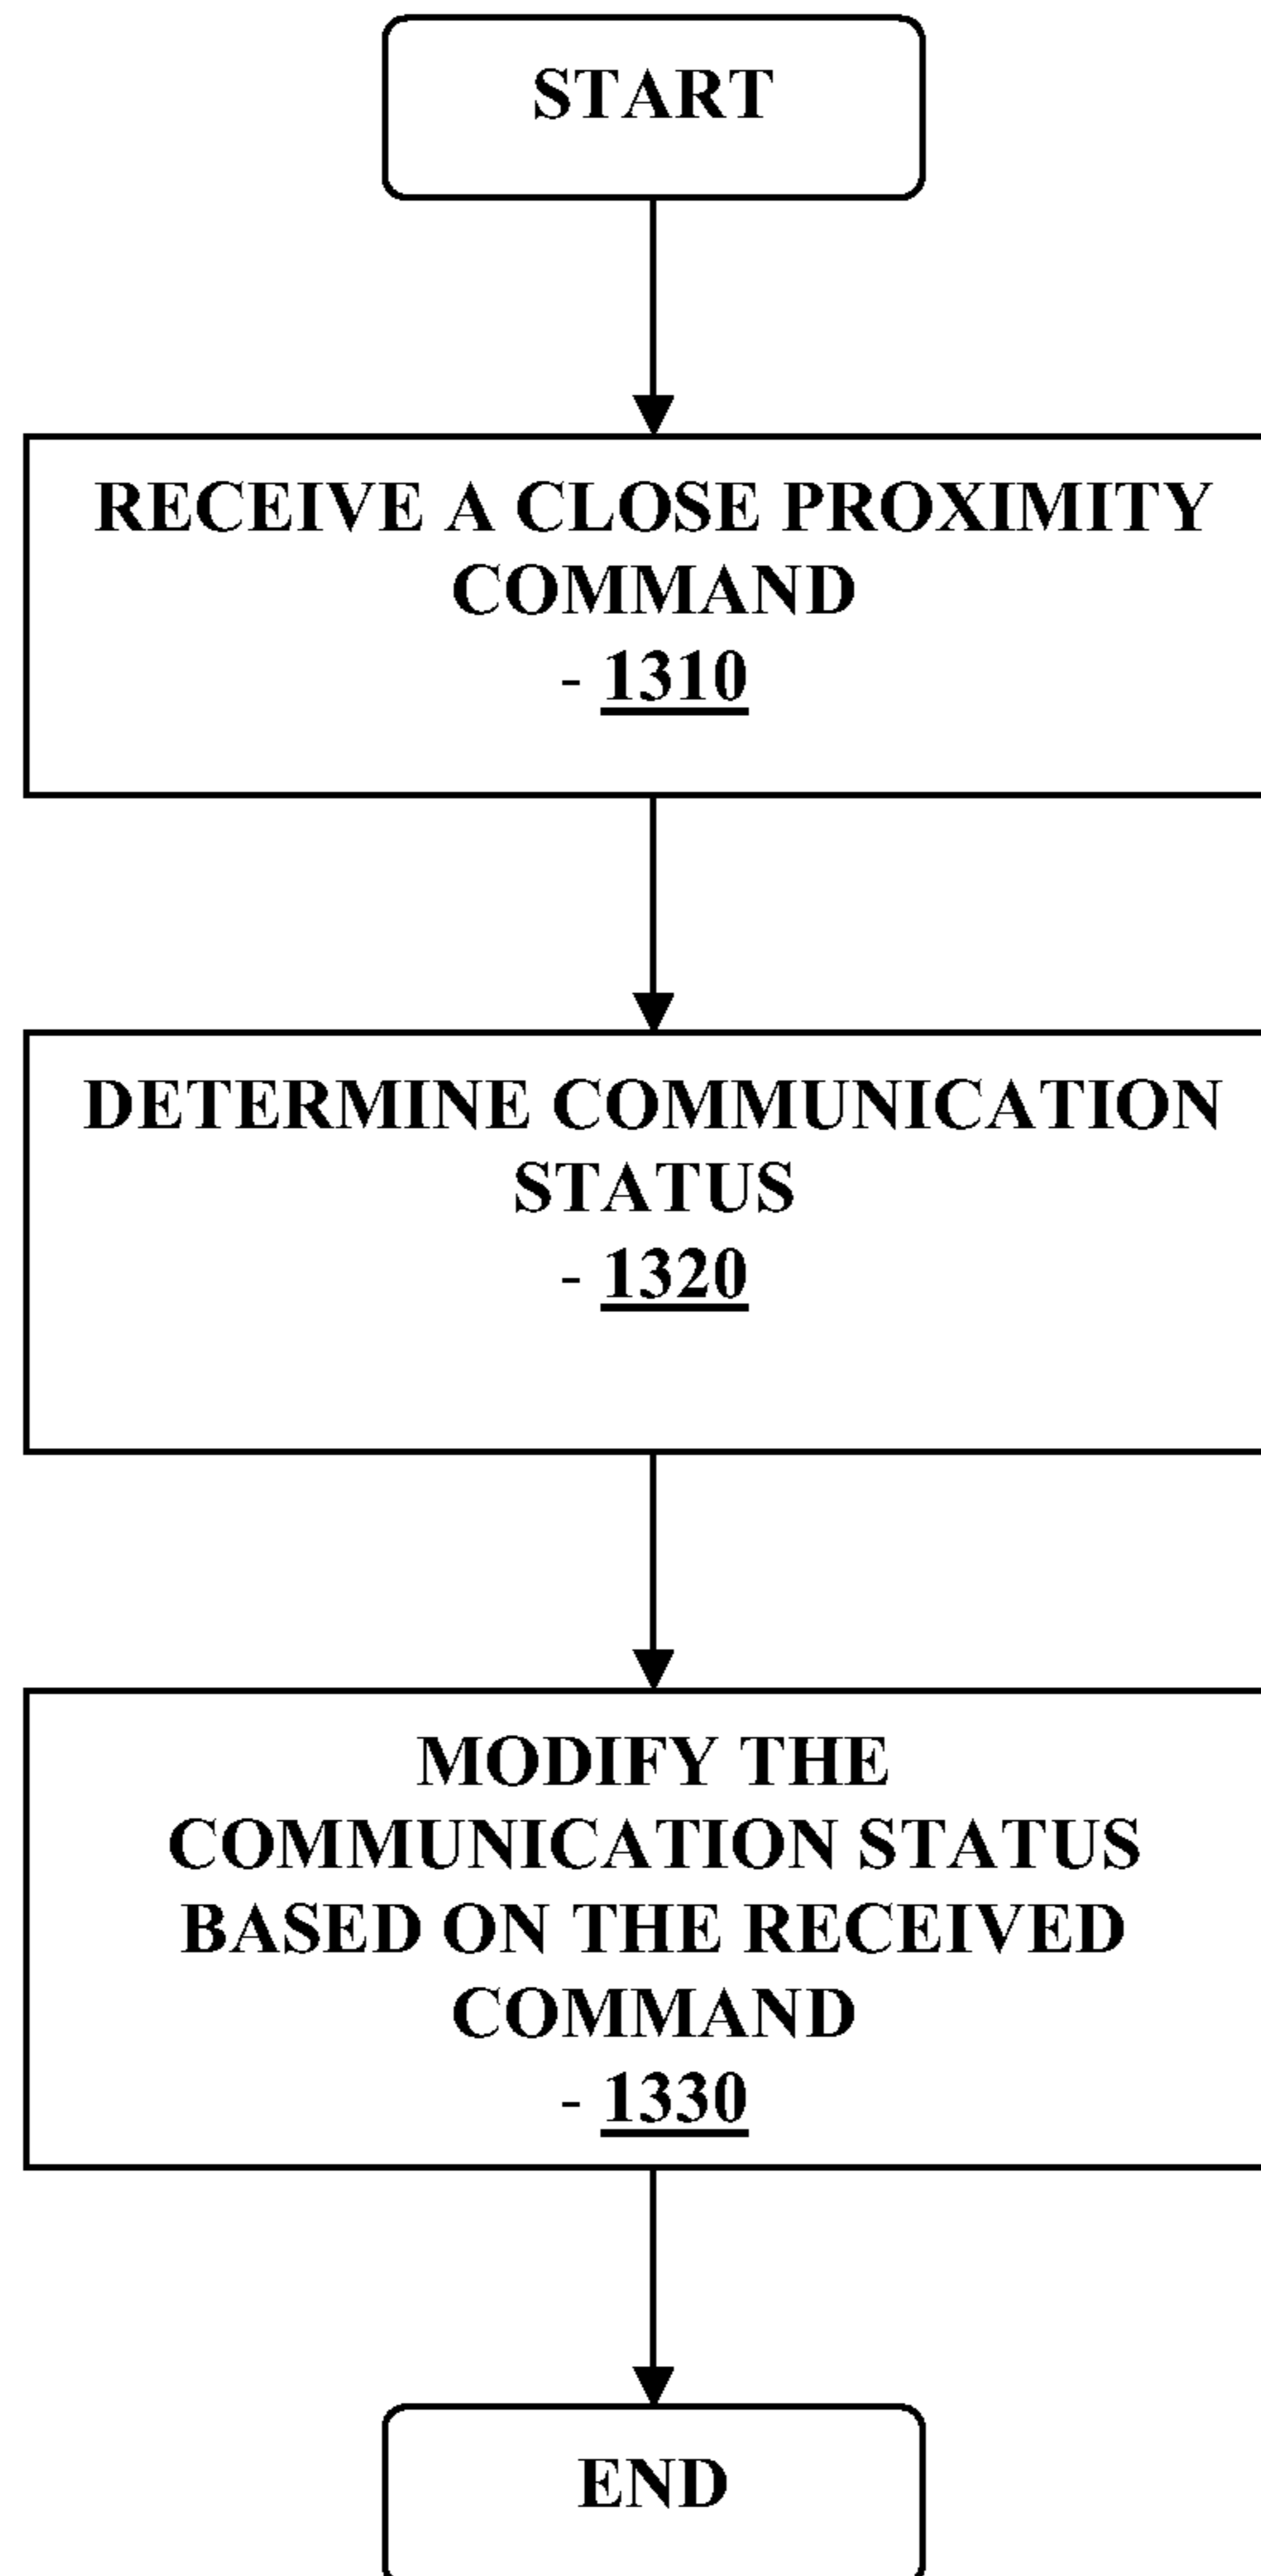 START
RECEIVE A CLOSE PROXIMITY
COMMAND
- 1310
DETERMINE COMMUNICATION
STATUS
- 1320
MODIFY THE
COMMUNICATION STATUS
BASED ON THE RECEIVED
COMMAND
- 1330
END